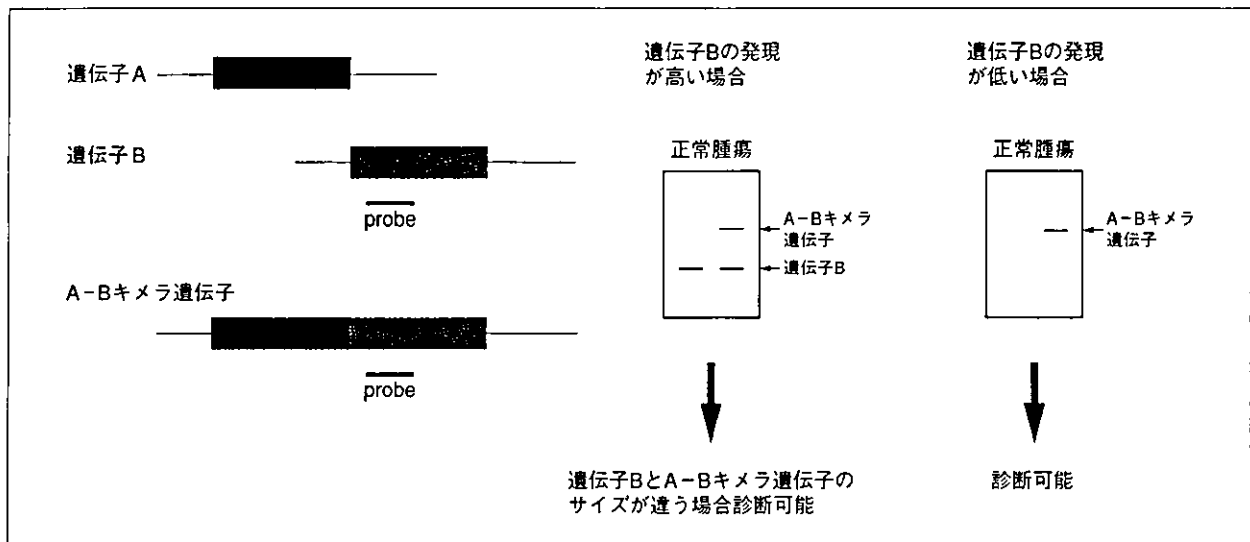 遺伝子A
遺伝子B
probe
A-Bキメラ遺伝子
probe
遺伝子Bの発現
が高い場合
正常腫瘍
A-Bキメラ
遺伝子
遺伝子B
遺伝子BとA-Bキメラ遺伝子の
サイズが違う場合診断可能
遺伝子Bの発現
が低い場合
正常腫瘍
A-Bキメラ
遺伝子
診断可能